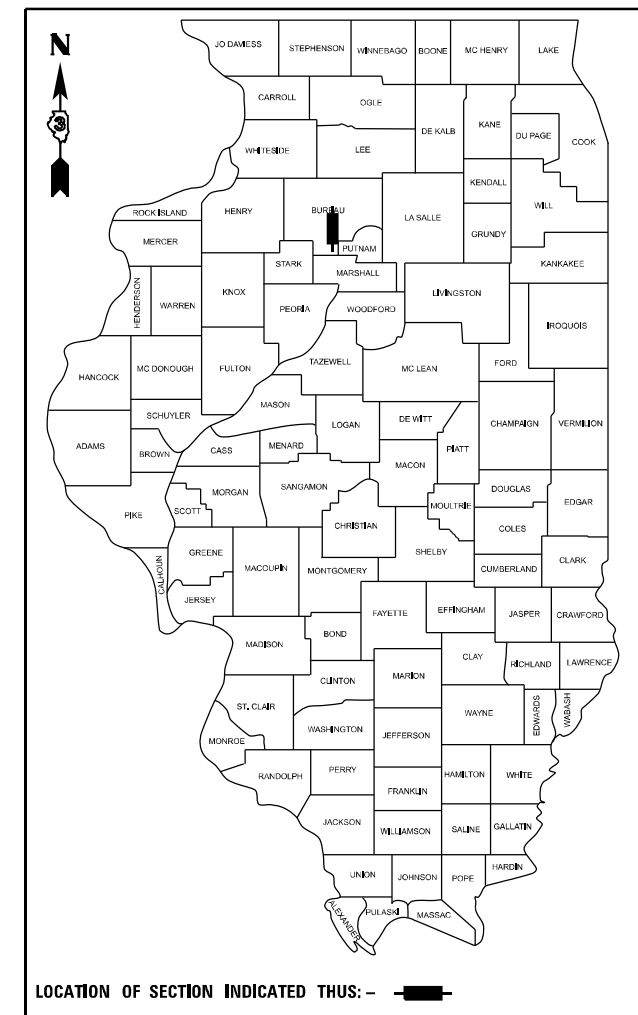 N
3
JO DAVIESS STEPHENSON WINNEBAGO BOONE MC HENRY LAKE
CARROLL OGLE
DE KALB KANE DU PAGE COOK
WHITESIDE LEE
KENDALL WILL
ROCK ISLAND HENRY BUREAU LA SALLE
PUTNAM GRUNDY
MERCER
STARK MARSHALL KANKAKEE
HENDERSON WARREN KNOX PEORIA WOODFORD LIVINGSTON
IROQUOIS
HANCOCK MC DONOUGH FULTON TAZEWELL MC LEAN FORD
MASON
SCHUYLER LOGAN DE WITT CHAMPAIGN VERMILION
ADAMS BROWN CASS MENARD PIATT
MACON
MORGAN SANGAMON DOUGLAS
PIKE SCOTT MOULTRIE EDGAR
CHRISTIAN COLES
GREENE SHELBY
CALHOUN MACOUPIN MONTGOMERY CUMBERLAND CLARK
JERSEY
FAYETTE EFFINGHAM JASPER CRAWFORD
BOND
MADISON
CLAY RICHLAND LAWRENCE
CLINTON MARION
ST. CLAIR WAYNE EDWARDS WABASH
WASHINGTON JEFFERSON
MONROE
RANDOLPH PERRY HAMILTON WHITE
FRANKLIN
JACKSON WILLIAMSON SALINE GALLATIN
HARDIN
UNION JOHNSON POPE
ALEXANDER PULASKI MASSAC
LOCATION OF SECTION INDICATED THUS: -